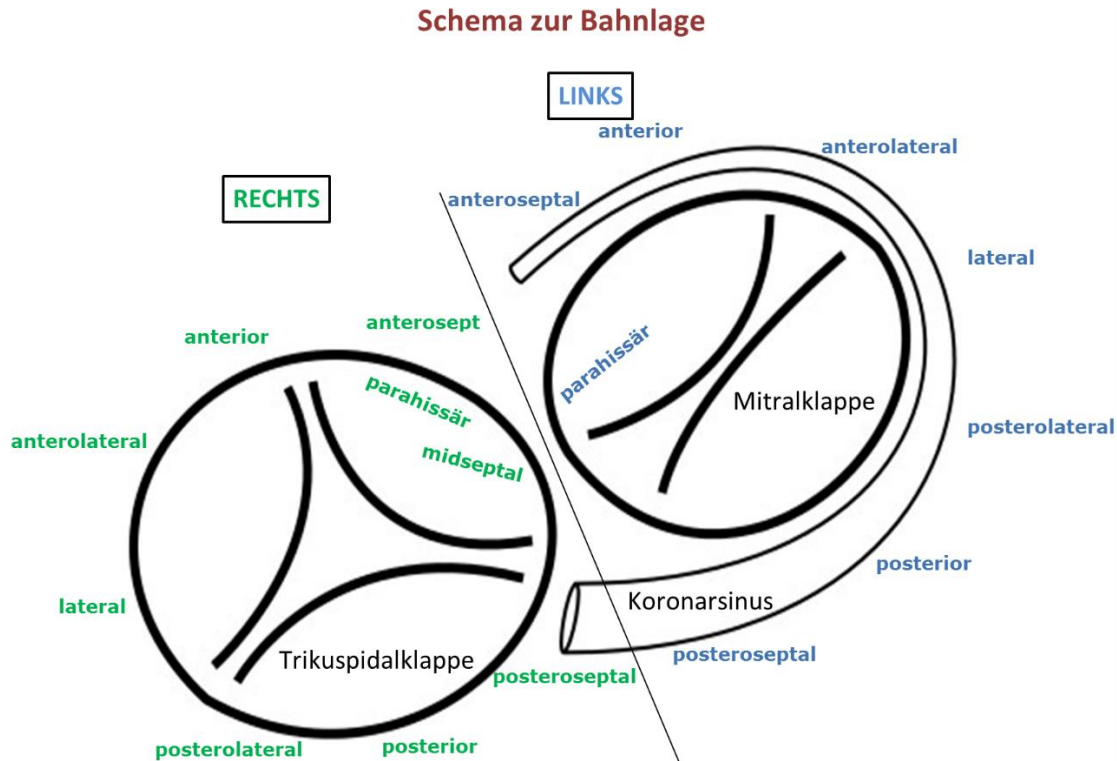 Schema zur Bahnlage
LINKS
anterior
anterolateral
RECHTS
anteroseptal
lateral
anterior
anterosept
parahissär
parahissär
Mitralklappe
anterolateral
midseptal
posterolateral
posterior
lateral
Koronarsinus
Trikuspidalklappe
posteroseptal
posteroseptal
posterolateral
posterior